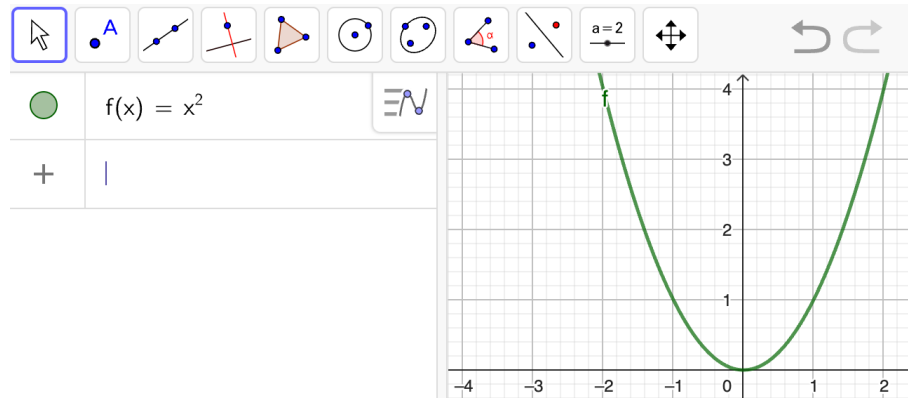 A
α
a=2
f(x) = x²
+
f
4
3
2
1
–4 –3 –2 –1 0 1 2